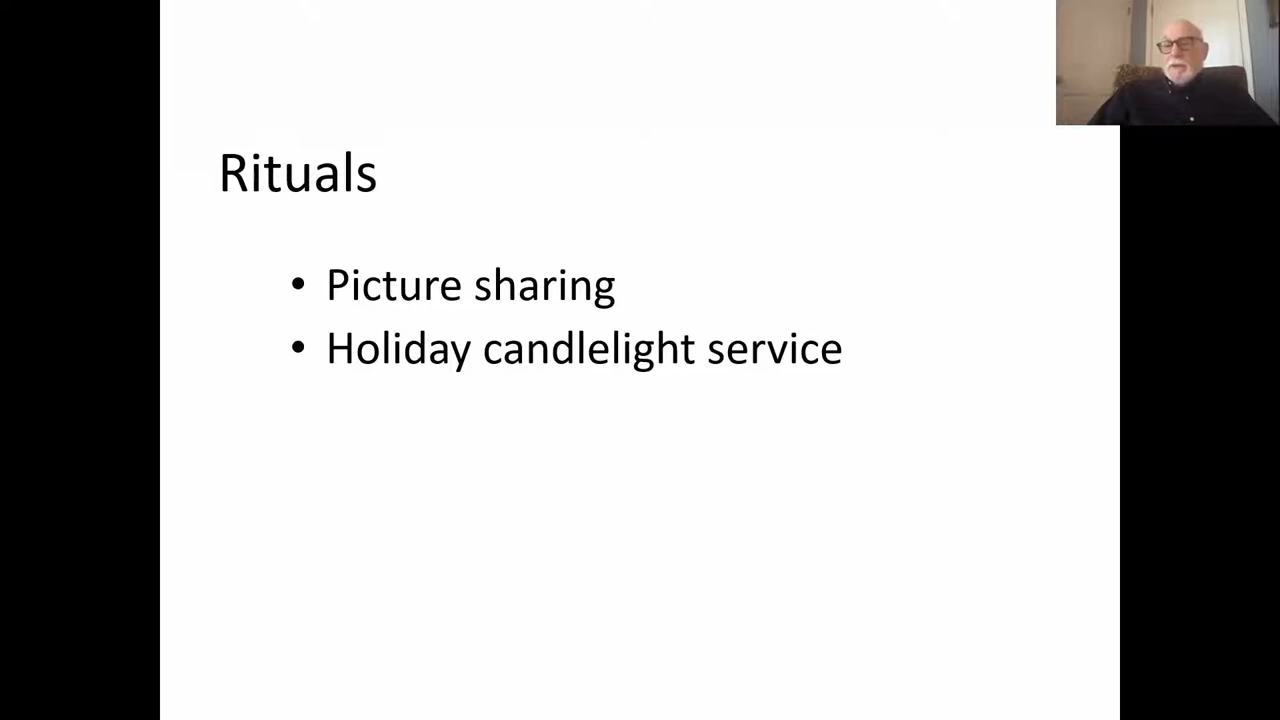 Rituals
• Picture sharing
• Holiday candlelight service